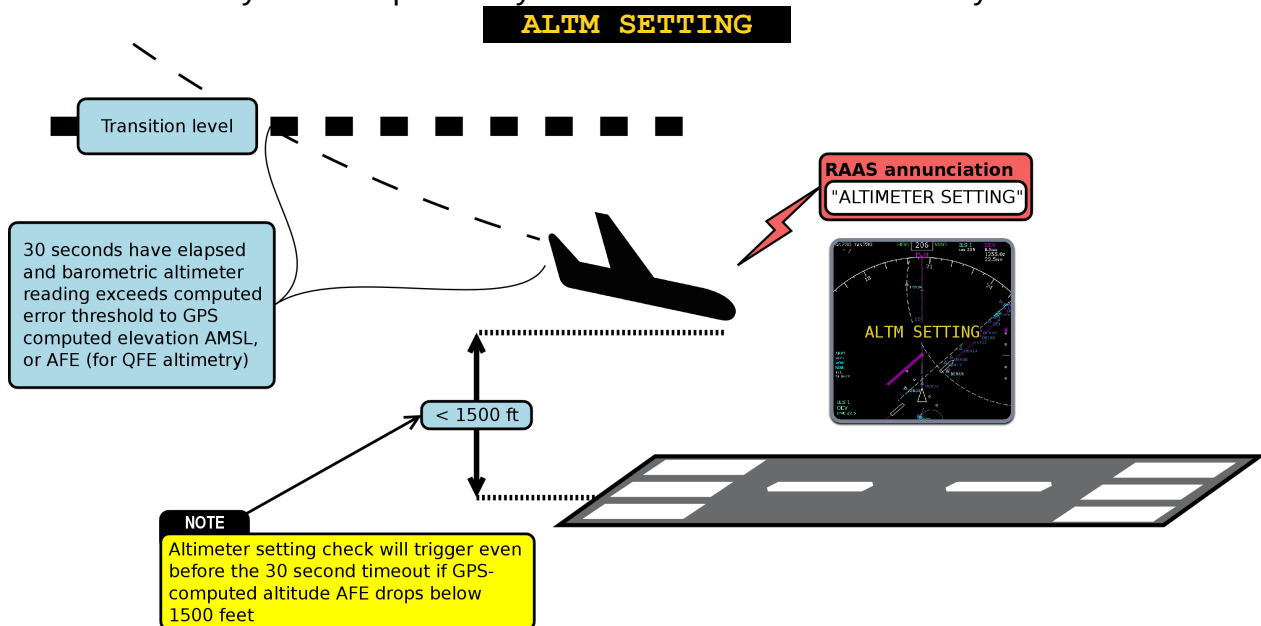 ALTM SETTING
Transition level
RAAS annunciation
"ALTIMETER SETTING"
30 seconds have elapsed
and barometric altimeter
reading exceeds computed
error threshold to GPS
computed elevation AMSL,
or AFE (for QFE altimetry)
206
ALTM SETTING
< 1500 ft
NOTE
Altimeter setting check will trigger even
before the 30 second timeout if GPS-
computed altitude AFE drops below
1500 feet